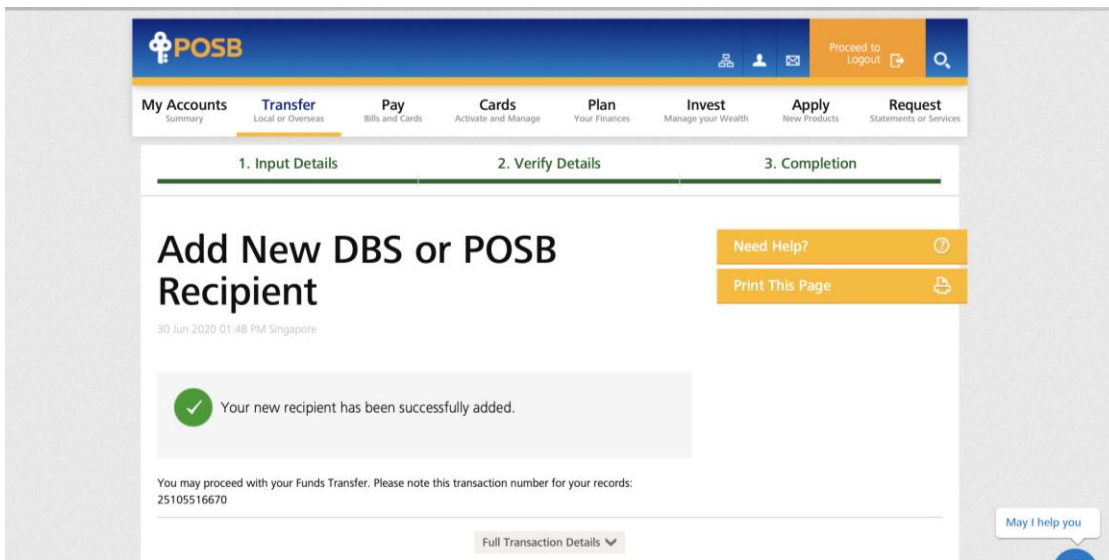 POSB
Proceed to
Logout
My Accounts
Summary
Transfer
Local or Overseas
Pay
Bills and Cards
Cards
Activate and Manage
Plan
Your Finances
Invest
Manage your Wealth
Apply
New Products
Request
Statements or Services
1. Input Details
2. Verify Details
3. Completion
Add New DBS or POSB
Recipient
30 Jun 2020 01:48 PM Singapore
Need Help?
Print This Page
Your new recipient has been successfully added.
You may proceed with your Funds Transfer. Please note this transaction number for your records:
25105516670
Full Transaction Details
May I help you